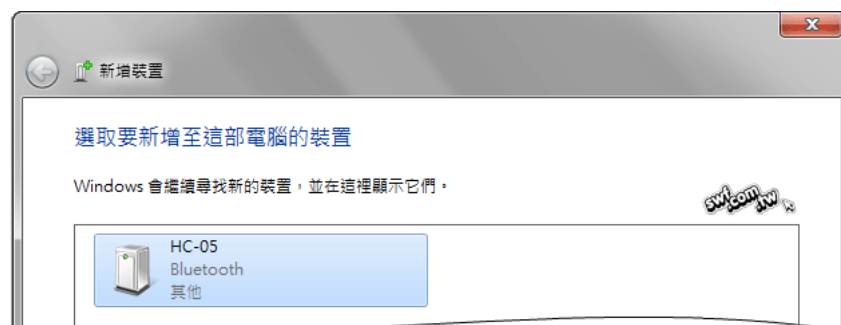 新增裝置
選取要新增至這部電腦的裝置
Windows 會繼續尋找新的裝置，並在這裡顯示它們。
swf.com.tw
HC-05
Bluetooth
其他